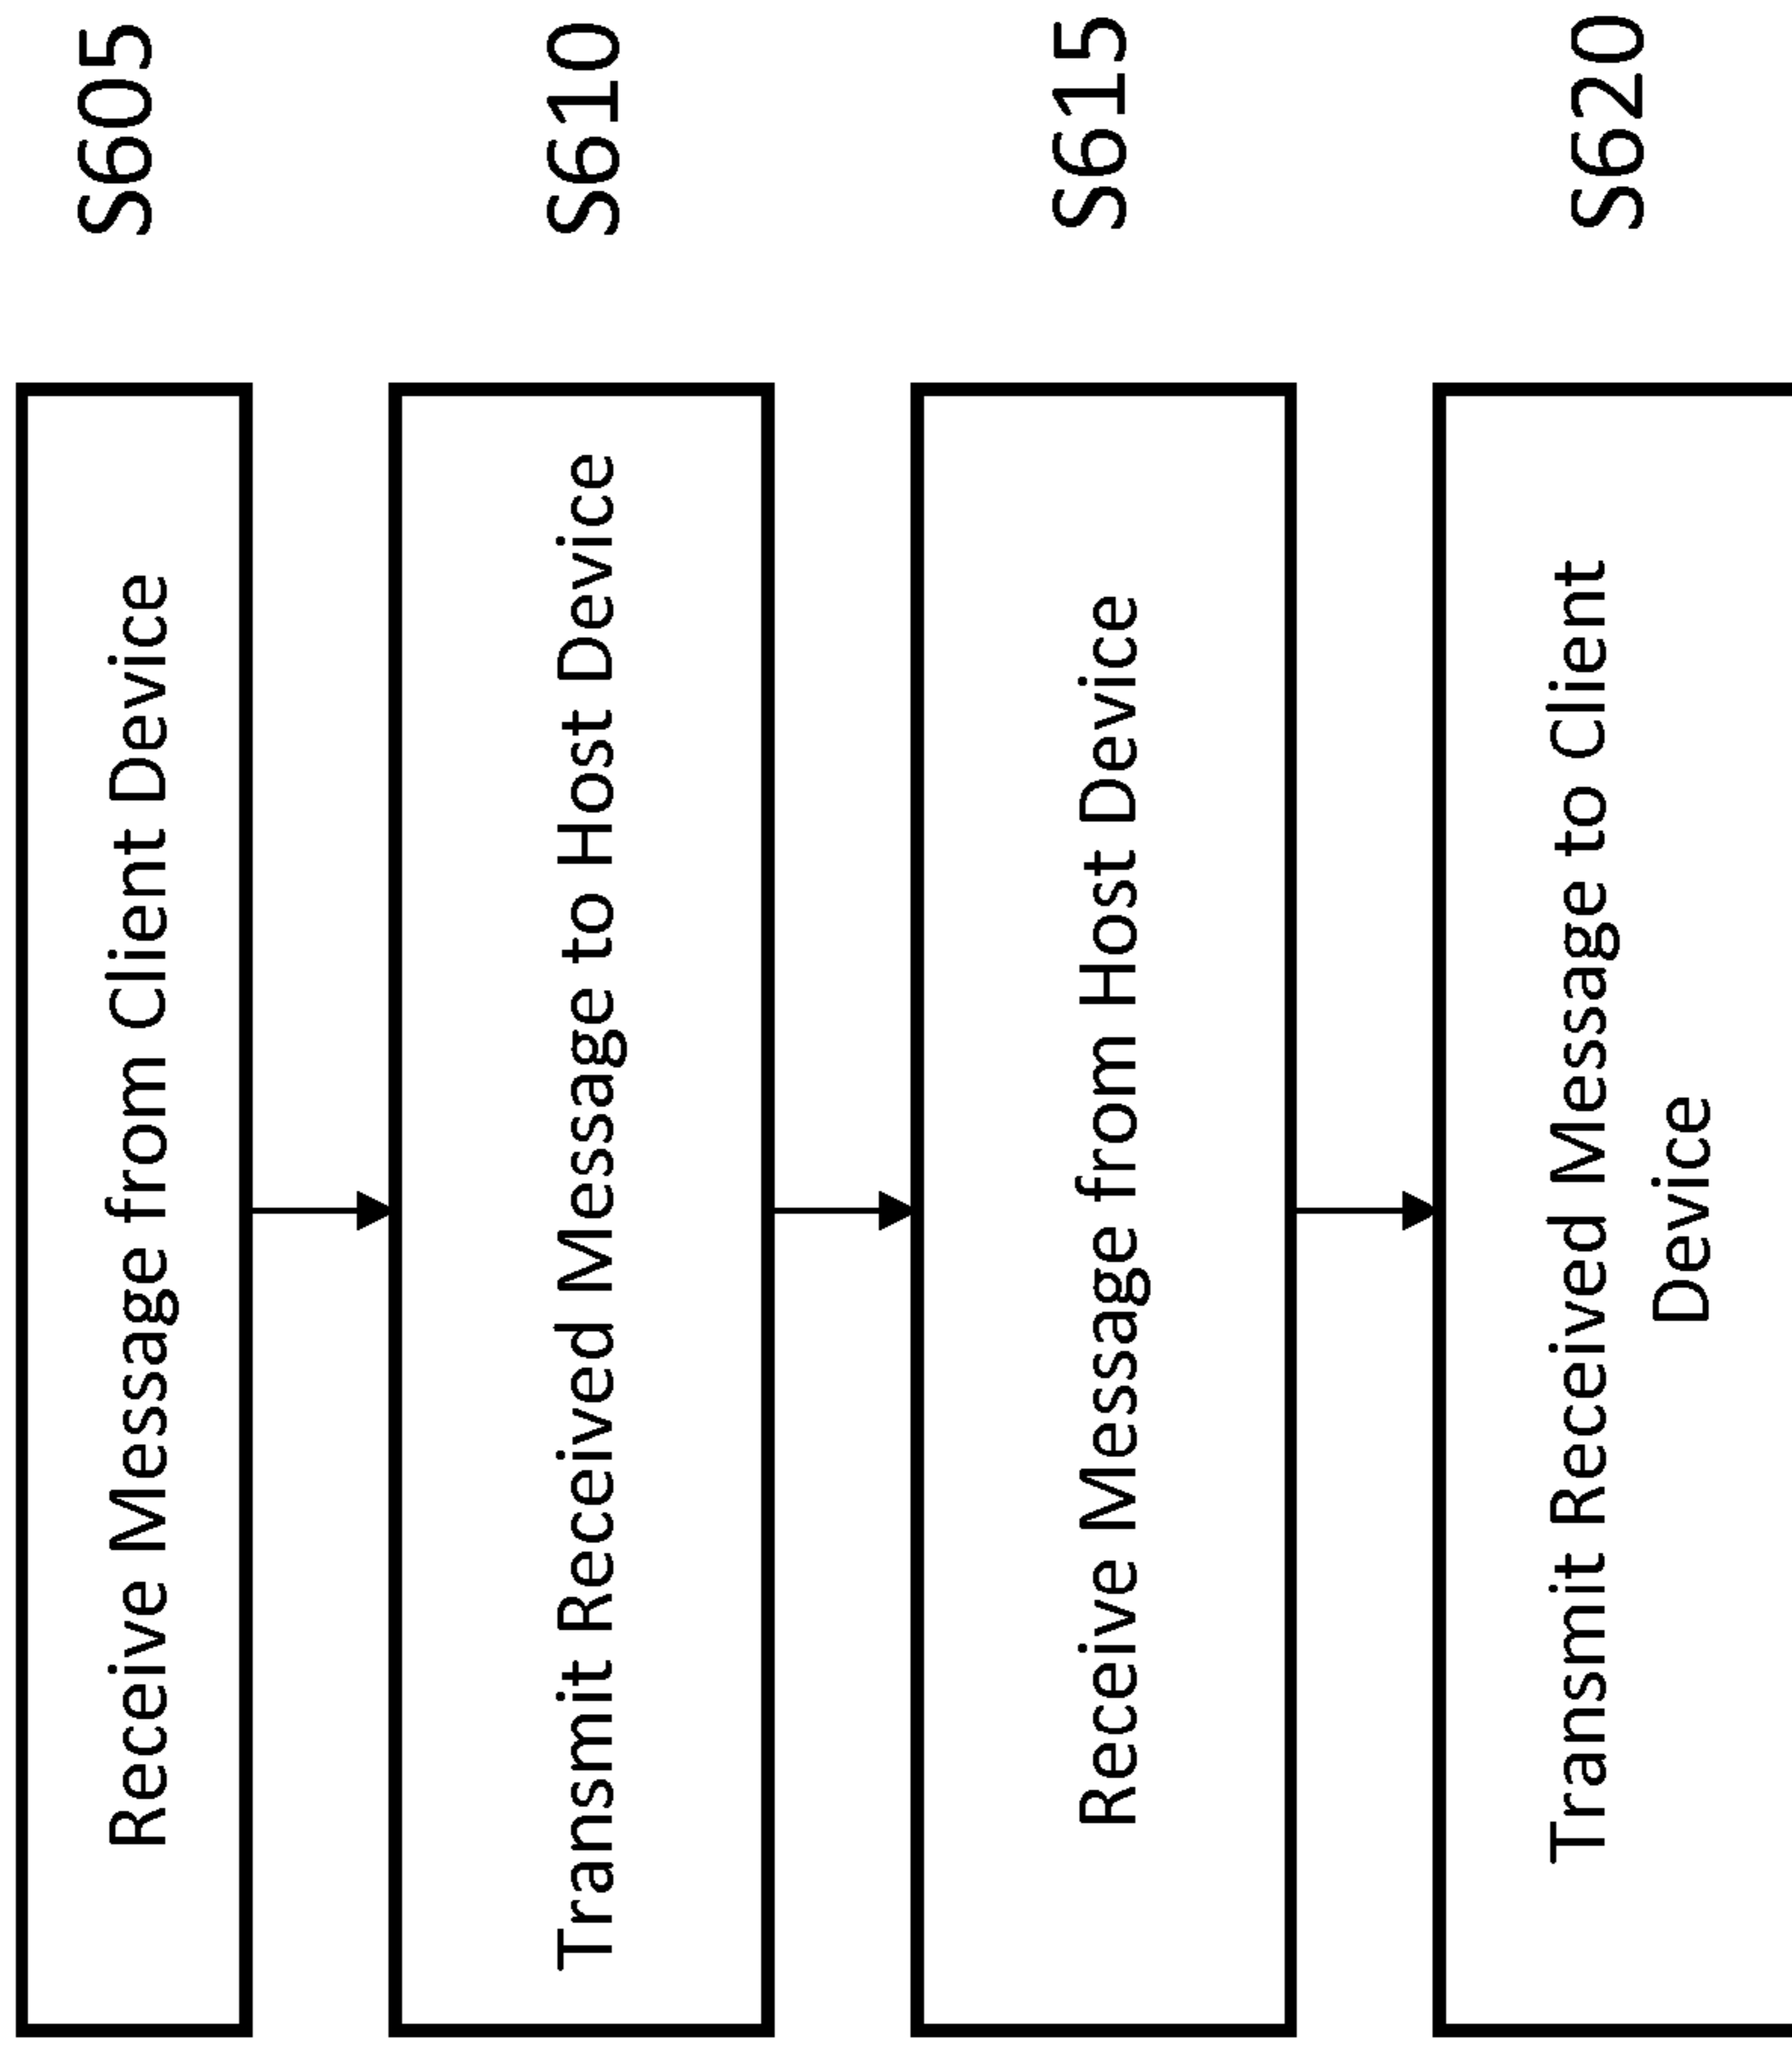 Receive Message from Client Device
S605
Transmit Received Message to Host Device
S610
Receive Message from Host Device
S615
Transmit Received Message to Client
Device
S620